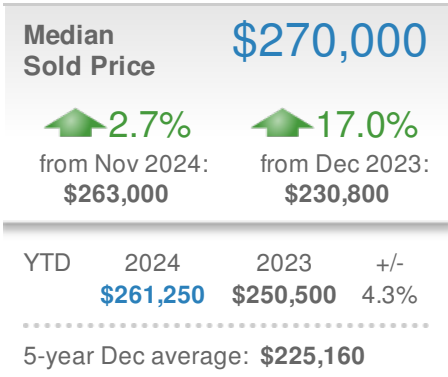 Median
Sold Price
$270,000
2.7%
17.0%
from Nov 2024:
from Dec 2023:
$263,000
$230,800
YTD 2024 2023 +/-
$261,250 $250,500 4.3%
5-year Dec average: $225,160